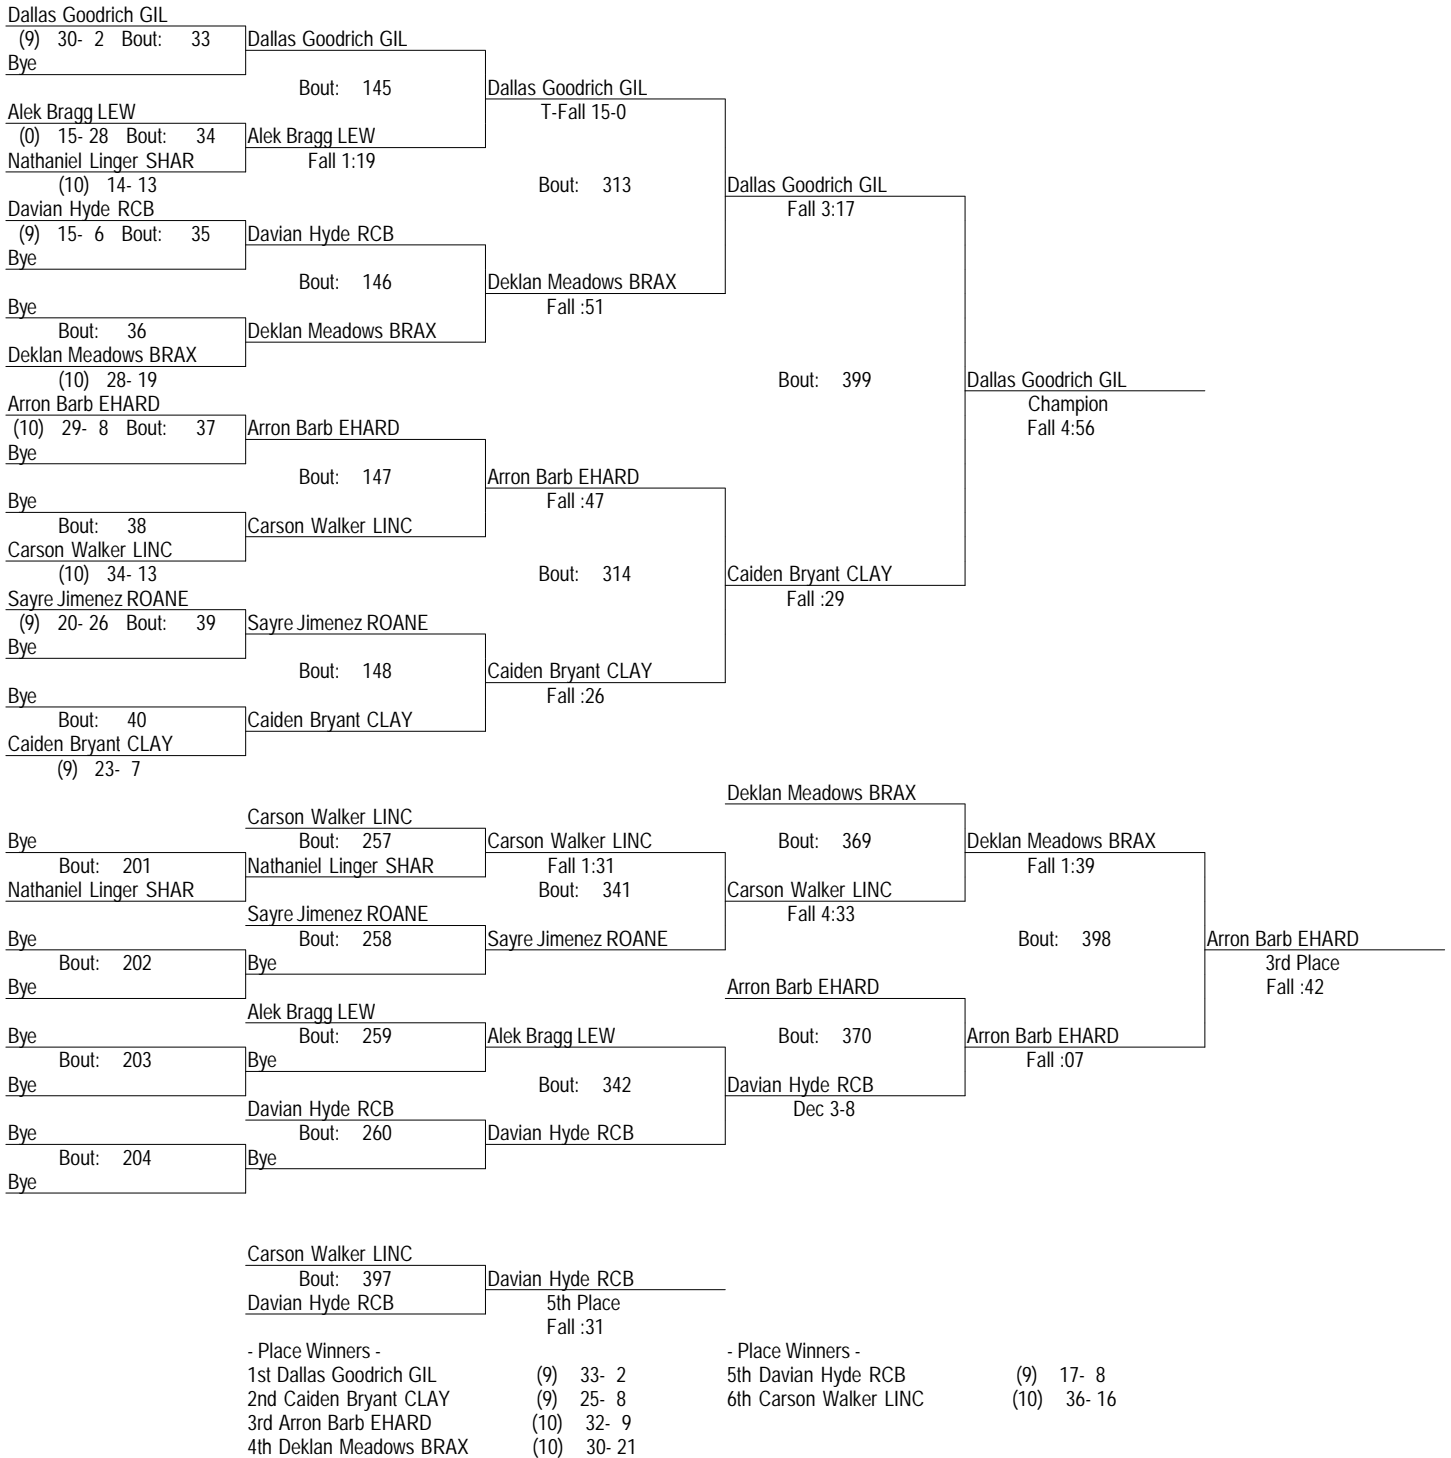 Dallas Goodrich GIL
(9) 30- 2 Bout: 33 Dallas Goodrich GIL
Bye
Bout: 145 Dallas Goodrich GIL
Alek Bragg LEW T-Fall 15-0
(0) 15- 28 Bout: 34 Alek Bragg LEW
Nathaniel Linger SHAR Fall 1:19
(10) 14- 13 Bout: 313 Dallas Goodrich GIL
Davian Hyde RCB Fall 3:17
(9) 15- 6 Bout: 35 Davian Hyde RCB
Bye
Bout: 146 Deklan Meadows BRAX
Bye Fall :51
Bout: 36 Deklan Meadows BRAX
Deklan Meadows BRAX
(10) 28- 19 Bout: 399 Dallas Goodrich GIL
Arron Barb EHARD Champion
(10) 29- 8 Bout: 37 Arron Barb EHARD Fall 4:56
Bye
Bout: 147 Arron Barb EHARD
Bye Fall :47
Bout: 38 Carson Walker LINC
Carson Walker LINC
(10) 34- 13 Bout: 314 Caiden Bryant CLAY
Sayre Jimenez ROANE Fall :29
(9) 20- 26 Bout: 39 Sayre Jimenez ROANE
Bye
Bout: 148 Caiden Bryant CLAY
Bye Fall :26
Bout: 40 Caiden Bryant CLAY
Caiden Bryant CLAY
(9) 23- 7
Deklan Meadows BRAX
Carson Walker LINC
Bye Bout: 257 Carson Walker LINC Bout: 369 Deklan Meadows BRAX
Bout: 201 Nathaniel Linger SHAR Fall 1:31 Fall 1:39
Nathaniel Linger SHAR Bout: 341 Carson Walker LINC
Sayre Jimenez ROANE Fall 4:33
Bye Bout: 258 Sayre Jimenez ROANE Bout: 398 Arron Barb EHARD
Bout: 202 Bye 3rd Place
Bye Arron Barb EHARD Fall :42
Alek Bragg LEW
Bye Bout: 259 Alek Bragg LEW Bout: 370 Arron Barb EHARD
Bout: 203 Bye Fall :07
Bye Bout: 342 Davian Hyde RCB
Davian Hyde RCB Dec 3-8
Bye Bout: 260 Davian Hyde RCB
Bout: 204 Bye
Bye
Carson Walker LINC
Bout: 397 Davian Hyde RCB
Davian Hyde RCB 5th Place
Fall :31
- Place Winners - - Place Winners -
1st Dallas Goodrich GIL (9) 33- 2 5th Davian Hyde RCB (9) 17- 8
2nd Caiden Bryant CLAY (9) 25- 8 6th Carson Walker LINC (10) 36- 16
3rd Arron Barb EHARD (10) 32- 9
4th Deklan Meadows BRAX (10) 30- 21